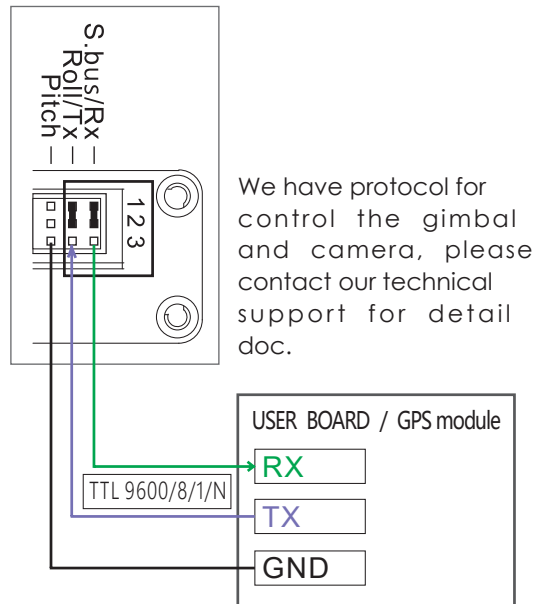 S.bus/Rx
Roll/Tx
Pitch
1 2 3
We have protocol for
control the gimbal
and camera, please
contact our technical
support for detail
doc.
USER BOARD / GPS module
RX
TTL 9600/8/1/N
TX
GND